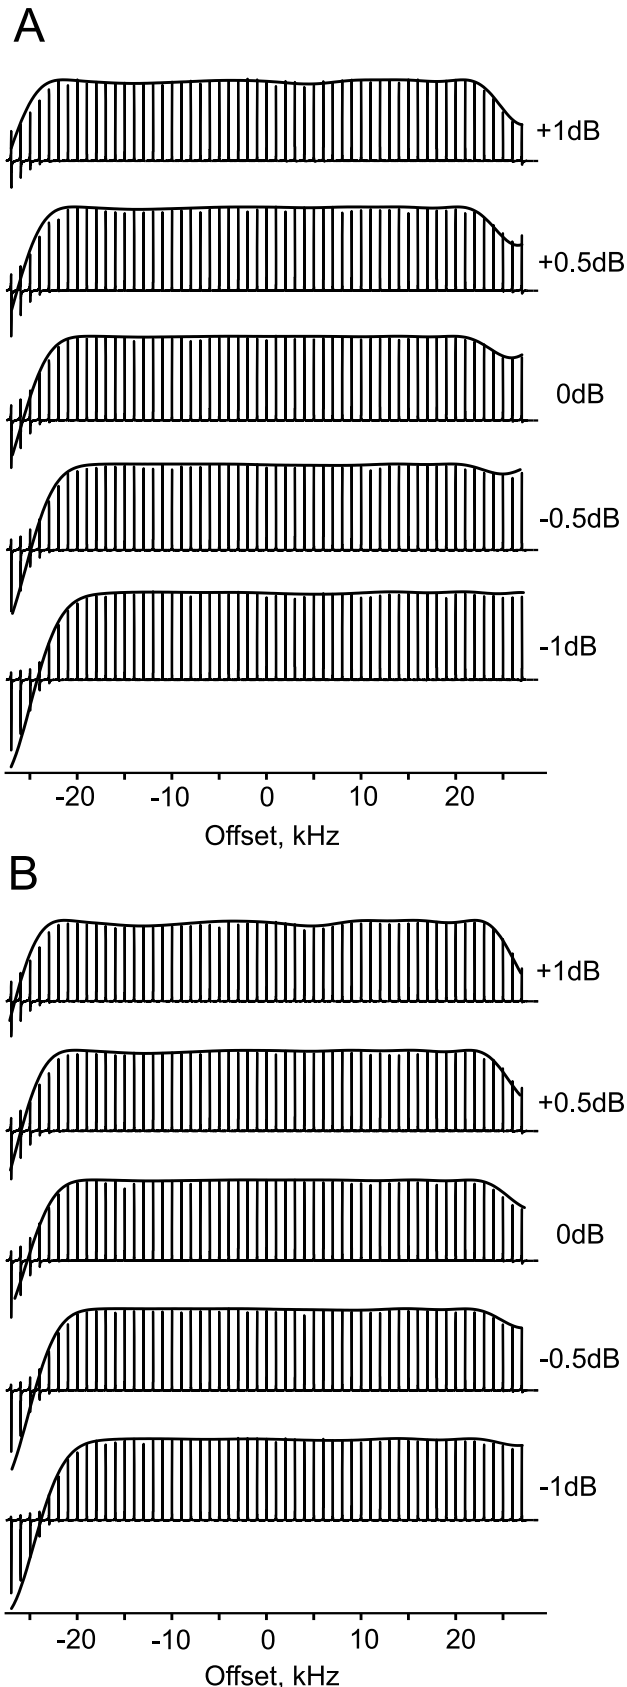 A
+1dB
+0.5dB
0dB
-0.5dB
-1dB
-20 -10 0 10 20
Offset, kHz
B
+1dB
+0.5dB
0dB
-0.5dB
-1dB
-20 -10 0 10 20
Offset, kHz